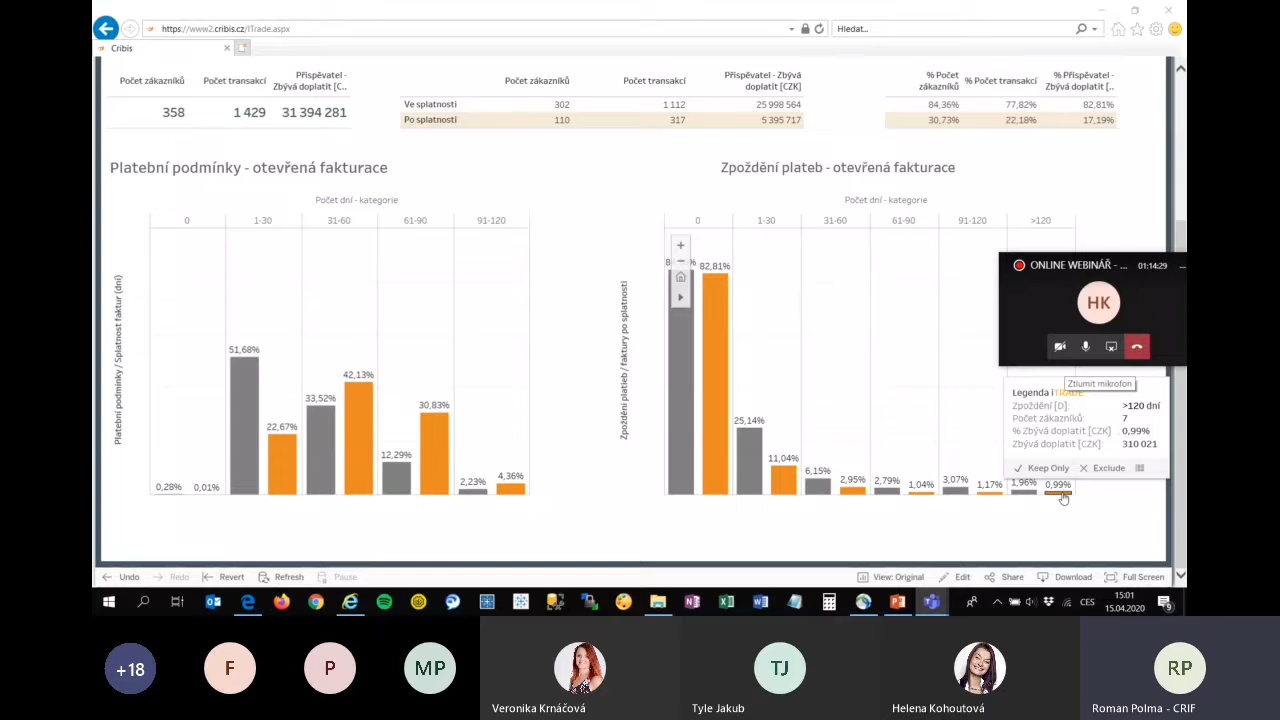 https://www2.cribis.cz/ITrade.aspx
Hledat...
Cribis
Počet zákazníků Počet transakcí Přispěvatel - Zbývá doplatit [C..
358 1 429 31 394 281
Počet zákazníků Počet transakcí Přispěvatel - Zbývá doplatit [CZK]
Ve splatnosti 302 1 112 25 998 564
Po splatnosti 110 317 5 395 717
% Počet zákazníků % Počet transakcí % Přispěvatel - Zbývá doplatit [..
84,36% 77,82% 82,81%
30,73% 22,18% 17,19%
Platební podmínky - otevřená fakturace
Počet dní - kategorie
0 1-30 31-60 61-90 91-120
Platební podmínky / Splatnost faktur (dní)
0,28% 0,01% 51,68% 22,67% 33,52% 42,13% 12,29% 30,83% 2,23% 4,36%
Zpoždění plateb - otevřená fakturace
Počet dní - kategorie
0 1-30 31-60 61-90 91-120 >120
Zpoždění platieb / faktury po splatnosti
82,81% 25,14% 11,04% 6,15% 2,95% 2,79% 1,04% 3,07% 1,17% 1,96% 0,99%
ONLINE WEBINÁŘ - ... 01:14:29
HK
Ztlumit mikrofon
Legenda iTRADE
Zpoždění [D]: >120 dní
Počet zákazníků: 7
% Zbývá doplatit [CZK] 0,99%
Zbývá doplatit [CZK]: 310 021
Keep Only Exclude
Undo Redo Revert Refresh Pause View: Original Edit Share Download Full Screen
CES
15:01
15.04.2020
9
+18 F P MP TJ RP
Veronika Krnáčová Tyle Jakub Helena Kohoutová Roman Polma - CRIF